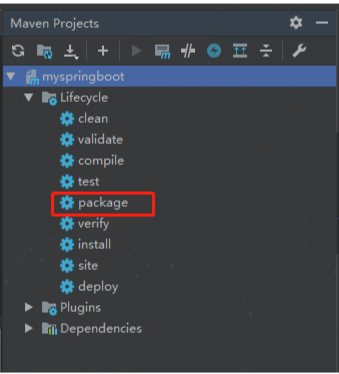 Maven Projects
myspringboot
Lifecycle
clean
validate
compile
test
package
verify
install
site
deploy
Plugins
Dependencies